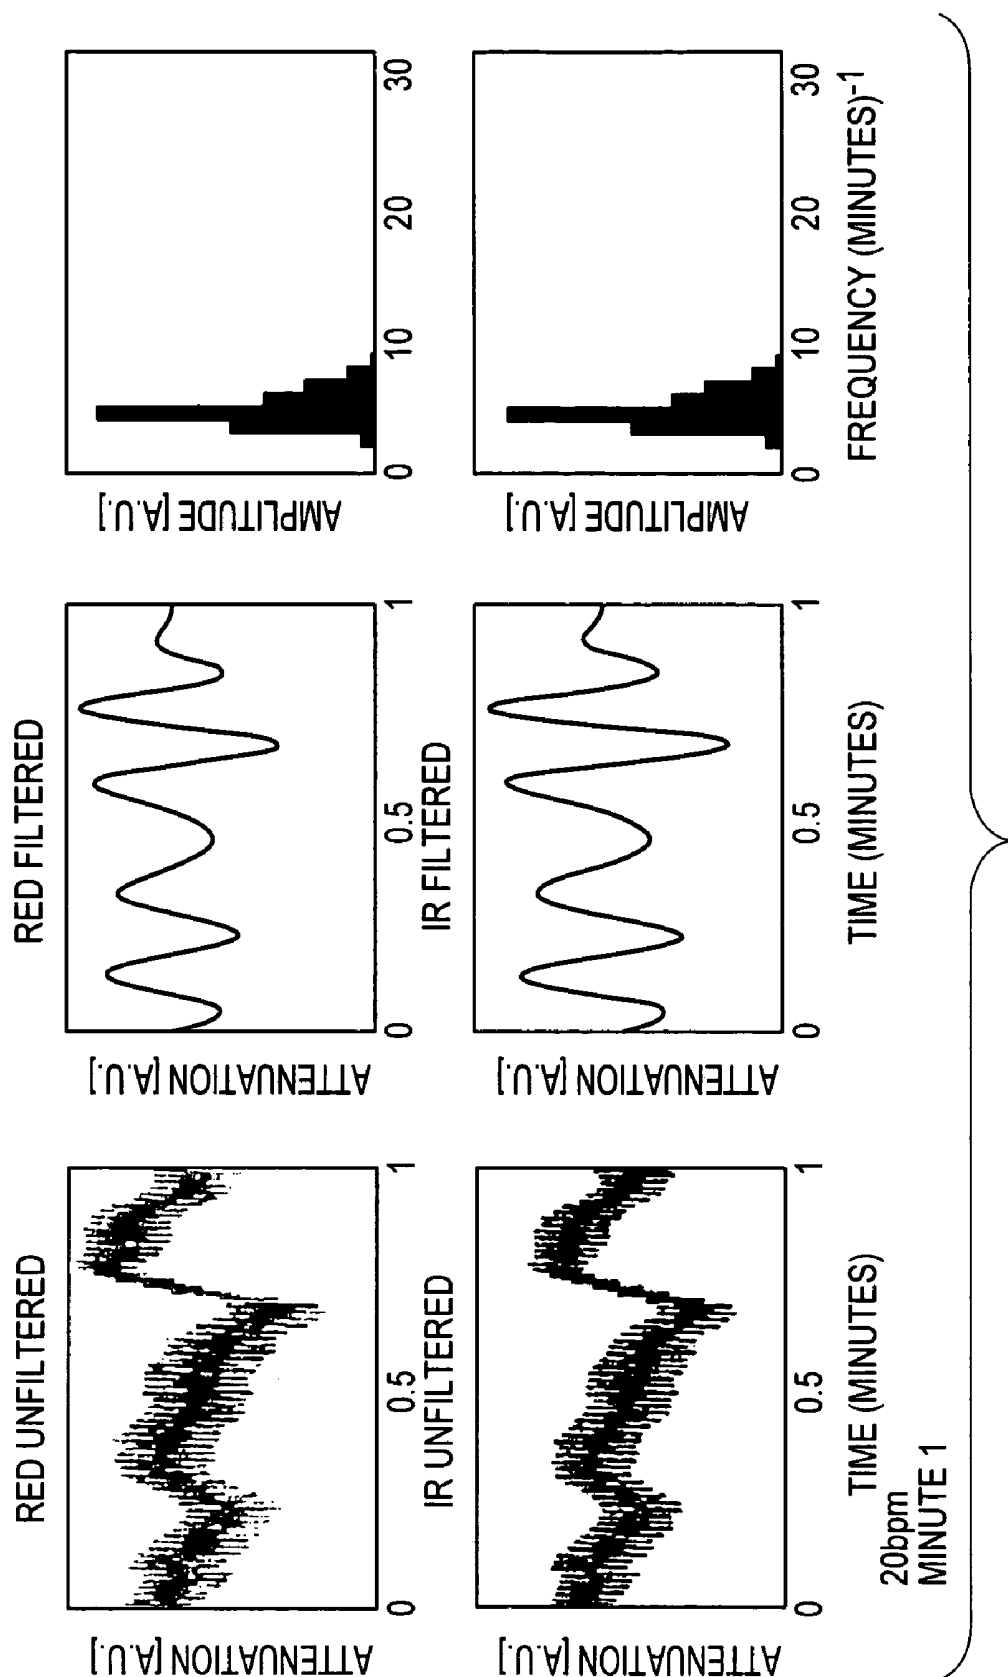 RED UNFILTERED
ATTENUATION [A.U.]
0
0.5
1
RED FILTERED
ATTENUATION [A.U.]
0
0.5
1
AMPLITUDE [A.U.]
0
10
20
30
IR UNFILTERED
ATTENUATION [A.U.]
0
0.5
1
TIME (MINUTES)
IR FILTERED
ATTENUATION [A.U.]
0
0.5
1
TIME (MINUTES)
AMPLITUDE [A.U.]
0
10
20
30
FREQUENCY (MINUTES)⁻¹
20bpm
MINUTE 1